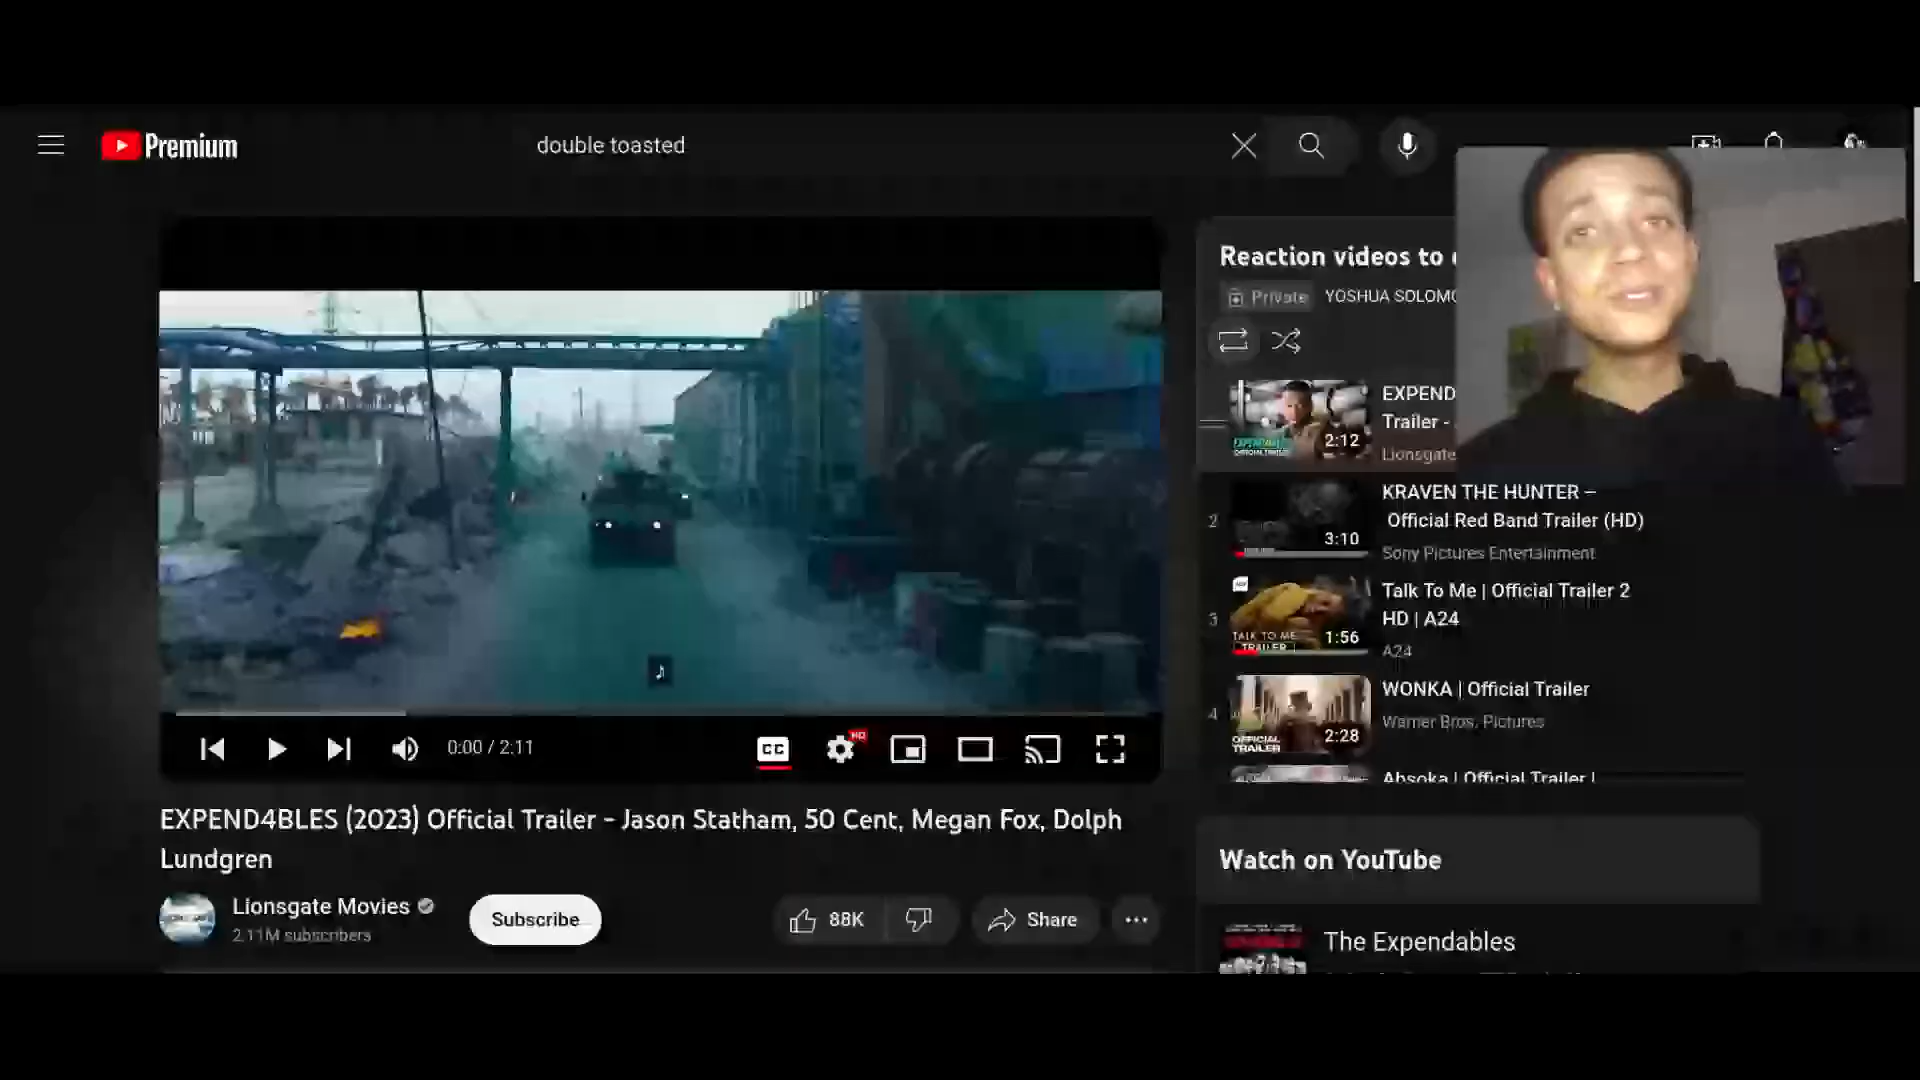 Premium
double toasted
Reaction videos to
Private YOSHUA SOLOMO
EXPEND
Trailer -
Lionsgate
2:12
2
KRAVEN THE HUNTER –
Official Red Band Trailer (HD)
Sony Pictures Entertainment
3:10
3
Talk To Me | Official Trailer 2
HD | A24
A24
TALK TO ME
TRAILER
1:56
4
WONKA | Official Trailer
Warner Bros. Pictures
OFFICIAL
TRAILER
2:28
Ahsoka | Official Trailer |
0:00 / 2:11
CC
HD
EXPEND4BLES (2023) Official Trailer – Jason Statham, 50 Cent, Megan Fox, Dolph
Lundgren
Lionsgate Movies
2.11M subscribers
Subscribe
88K
Share
Watch on YouTube
The Expendables